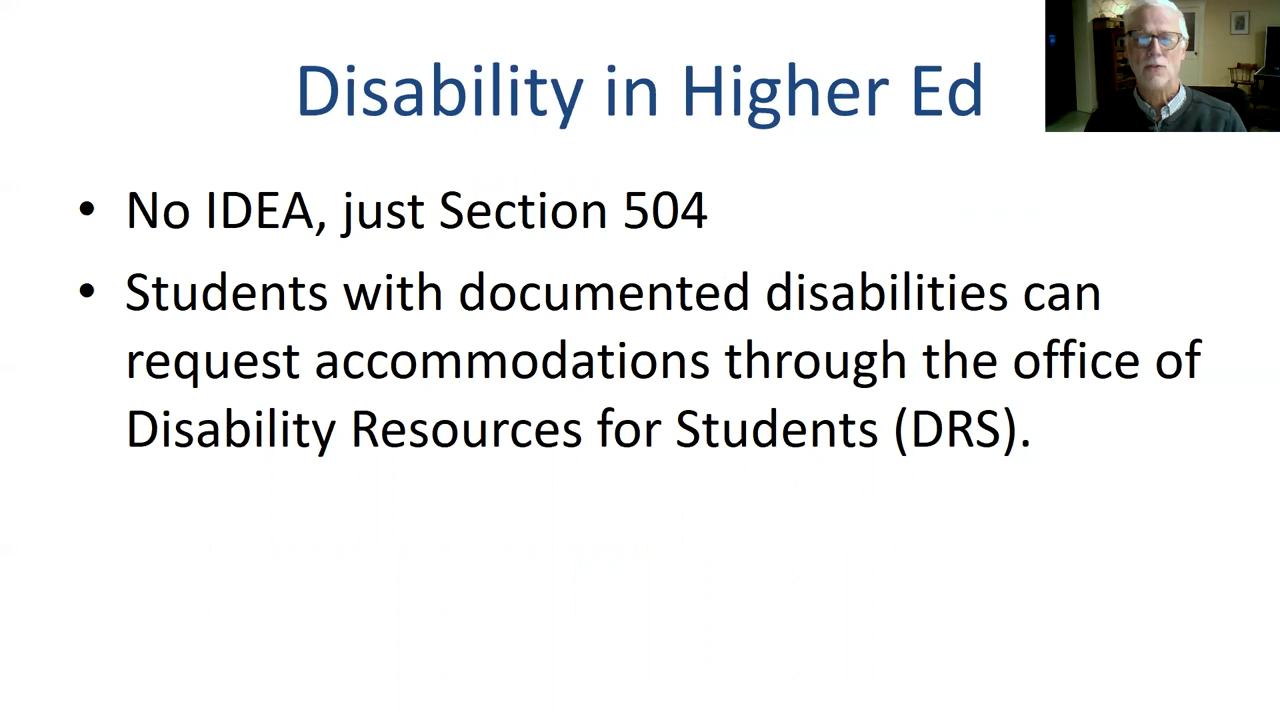 Disability in Higher Ed
• No IDEA, just Section 504
• Students with documented disabilities can
request accommodations through the office of
Disability Resources for Students (DRS).